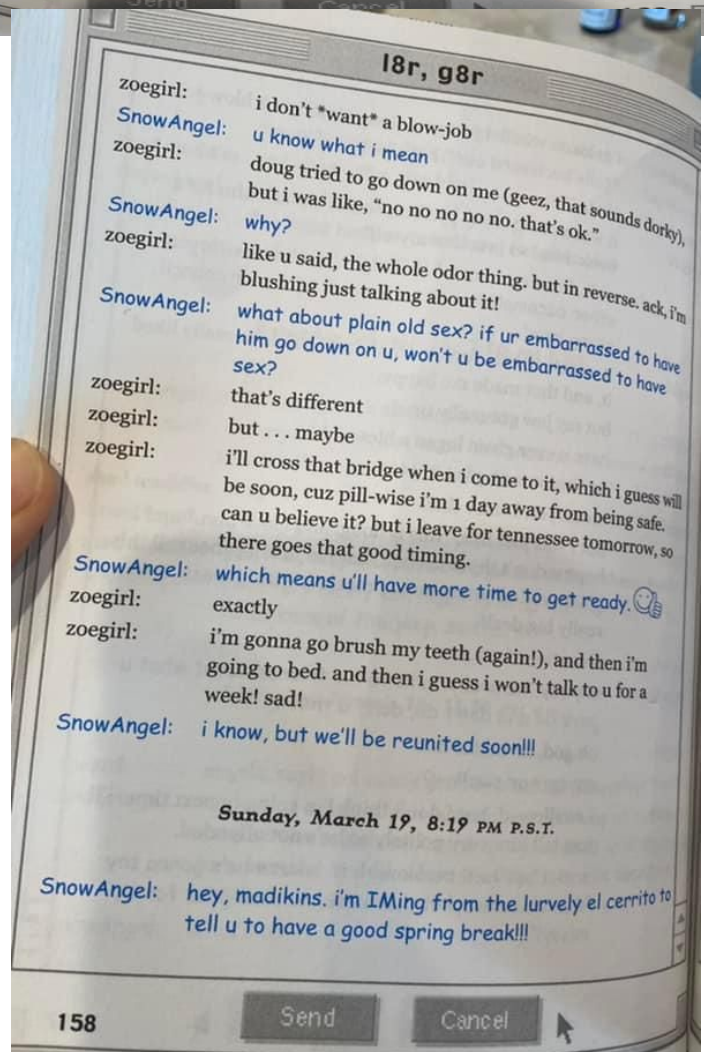 Send Cancel
l8r, g8r
zoegirl: i don't *want* a blow-job
SnowAngel: u know what i mean
zoegirl: doug tried to go down on me (geez, that sounds dorky),
but i was like, “no no no no no. that's ok.”
SnowAngel: why?
zoegirl: like u said, the whole odor thing. but in reverse. ack, i'm
blushing just talking about it!
SnowAngel: what about plain old sex? if ur embarrassed to have
him go down on u, won't u be embarrassed to have
sex?
zoegirl: that's different
zoegirl: but . . . maybe
zoegirl: i'll cross that bridge when i come to it, which i guess will
be soon, cuz pill-wise i'm 1 day away from being safe.
can u believe it? but i leave for tennessee tomorrow, so
there goes that good timing.
SnowAngel: which means u'll have more time to get ready.
zoegirl: exactly
zoegirl: i'm gonna go brush my teeth (again!), and then i'm
going to bed. and then i guess i won't talk to u for a
week! sad!
SnowAngel: i know, but we'll be reunited soon!!!
Sunday, March 19, 8:19 PM P.S.T.
SnowAngel: hey, madikins. i'm IMing from the lurvely el cerrito to
tell u to have a good spring break!!!
158 Send Cancel